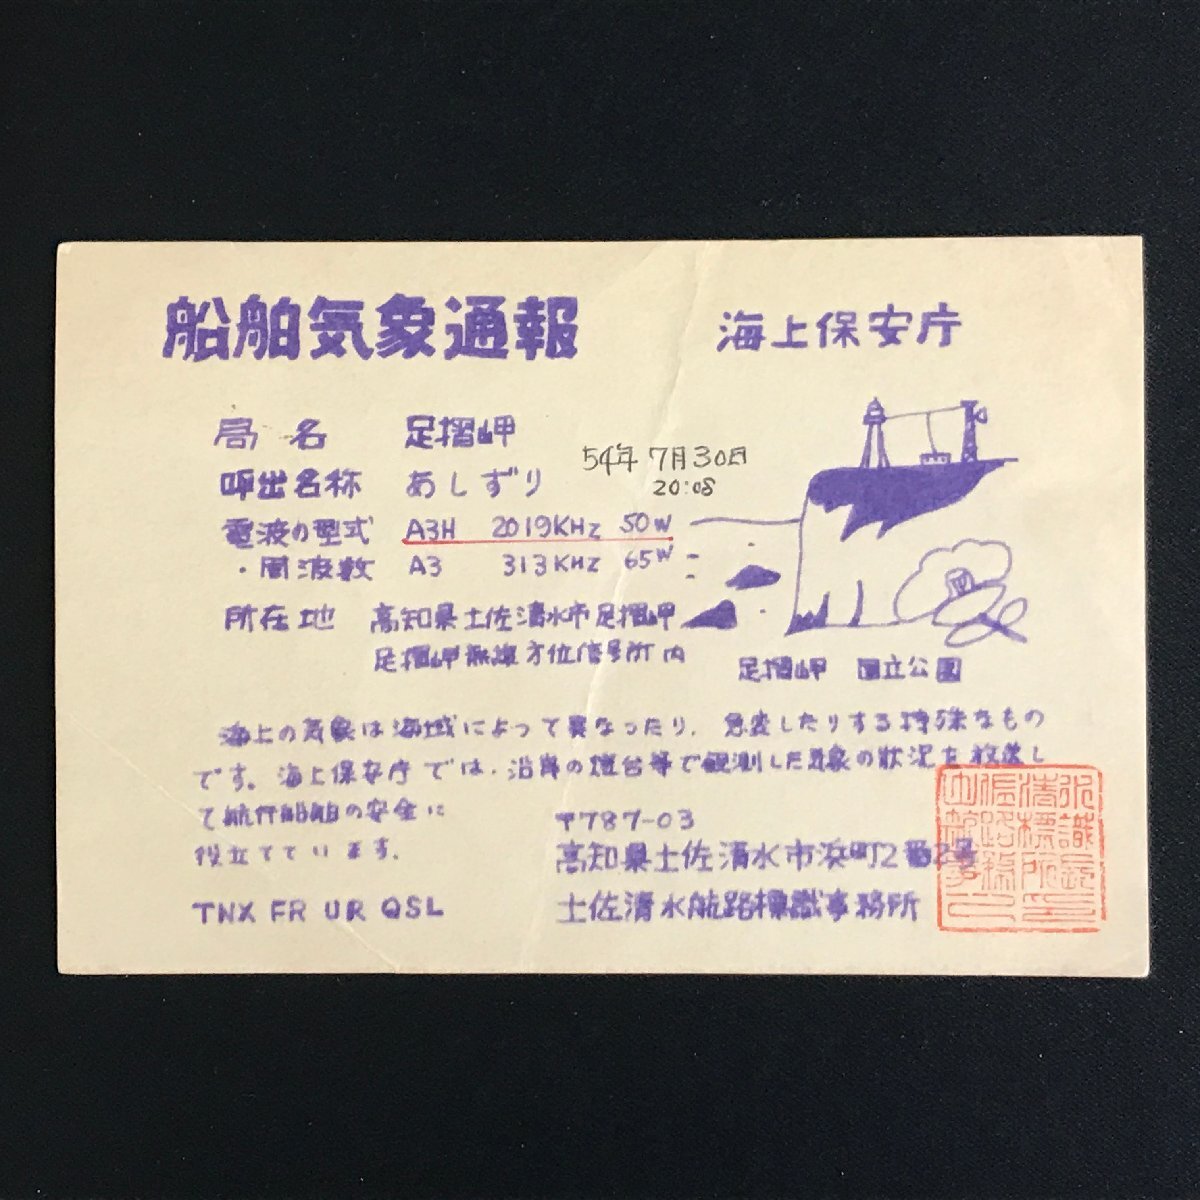 船舶気象通報
海上保安庁
局名 足摺岬
54年7月30日
20:08
呼出名称 あしずり
電波の型式 A3H 2019KHz 50W
・周波数 A3 313KHz 65W
所在地 高知県土佐清水市足摺岬
足摺岬無線方位信号所内
足摺岬 国立公園
海上の気象は海域によって異なったり、急変したりする特殊なもの
です。海上保安庁では、沿岸の燈台等で観測した気象の状況を放送し
て航行船舶の安全に
役立てています。
TNX FR UR QSL
〒787-03
高知県土佐清水市浜町2番2号
土佐清水航路標識事務所